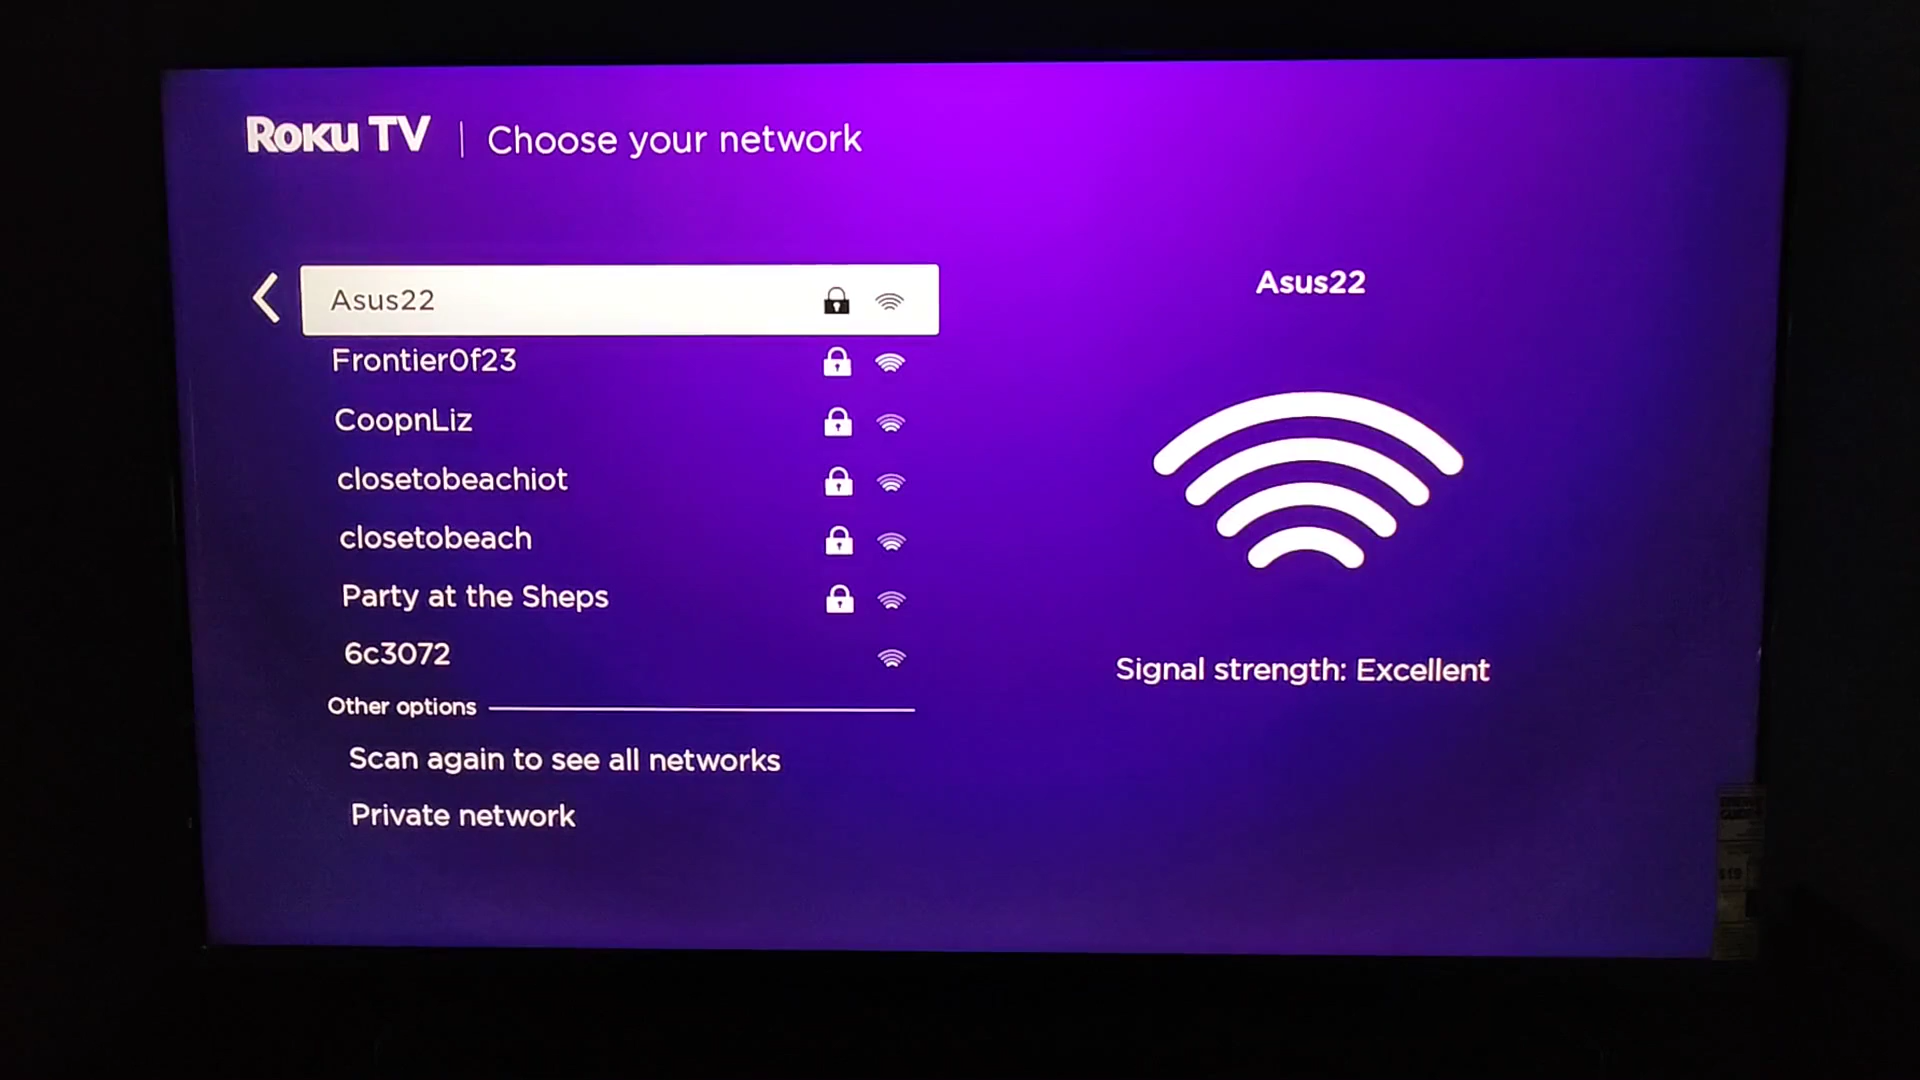 Roku TV | Choose your network
Asus22
Frontier0f23
CoopnLiz
closetobeachiot
closetobeach
Party at the Sheps
6c3072
Other options
Scan again to see all networks
Private network
Asus22
Signal strength: Excellent